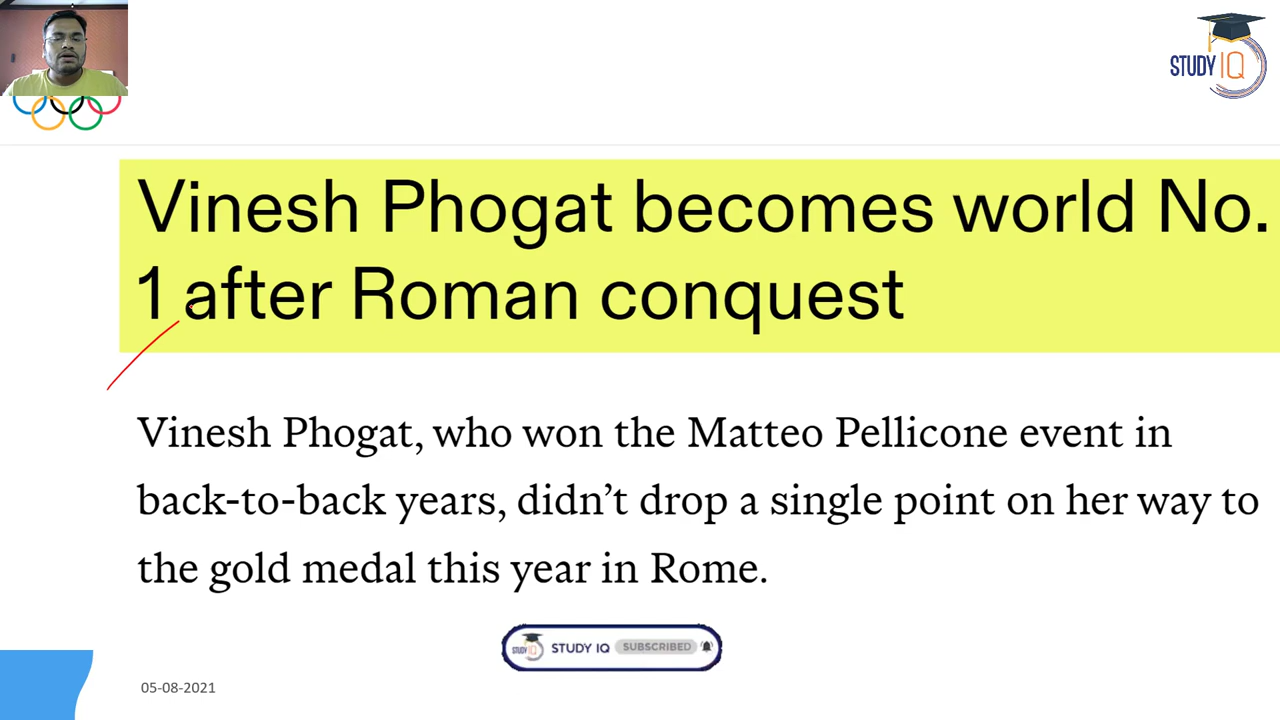 STUDY IQ
Vinesh Phogat becomes world No.
1 after Roman conquest
Vinesh Phogat, who won the Matteo Pellicone event in
back-to-back years, didn’t drop a single point on her way to
the gold medal this year in Rome.
STUDY IQ STUDY IQ SUBSCRIBED
05-08-2021